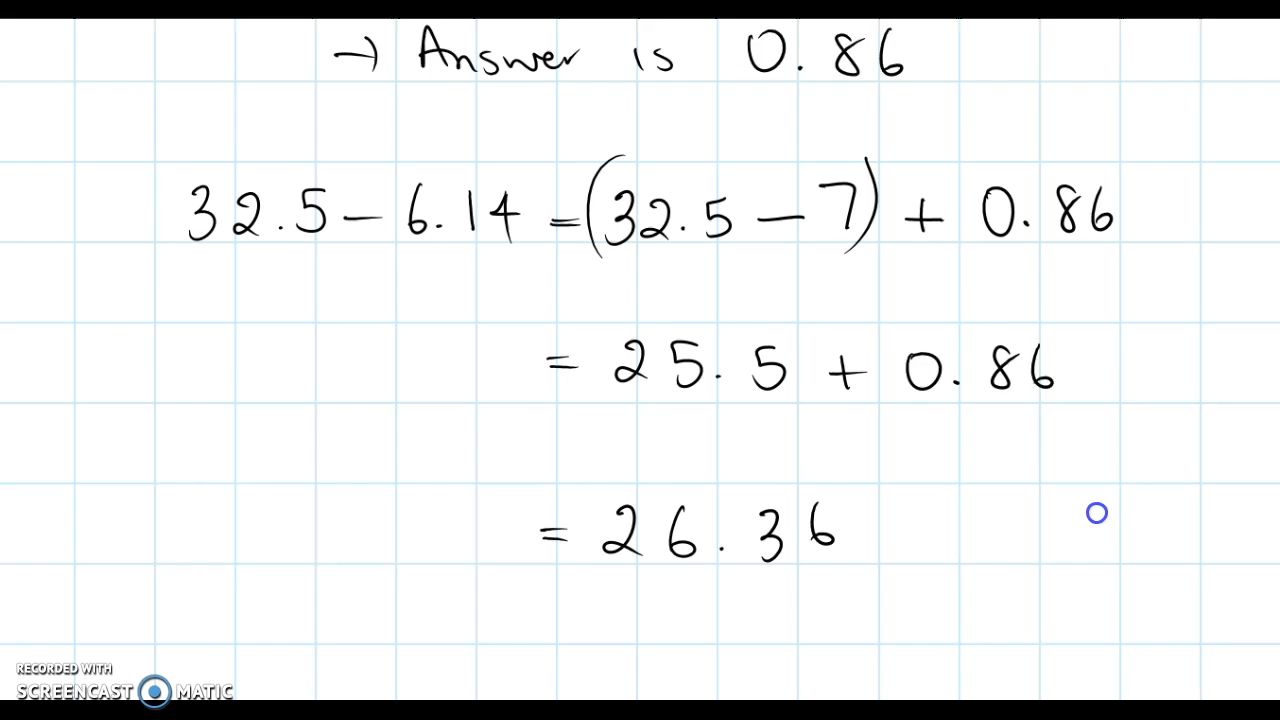 → Answer is 0.86
32.5 - 6.14 = (32.5 - 7) + 0.86
= 25.5 + 0.86
= 26.36
RECORDED WITH
SCREENCAST MATIC